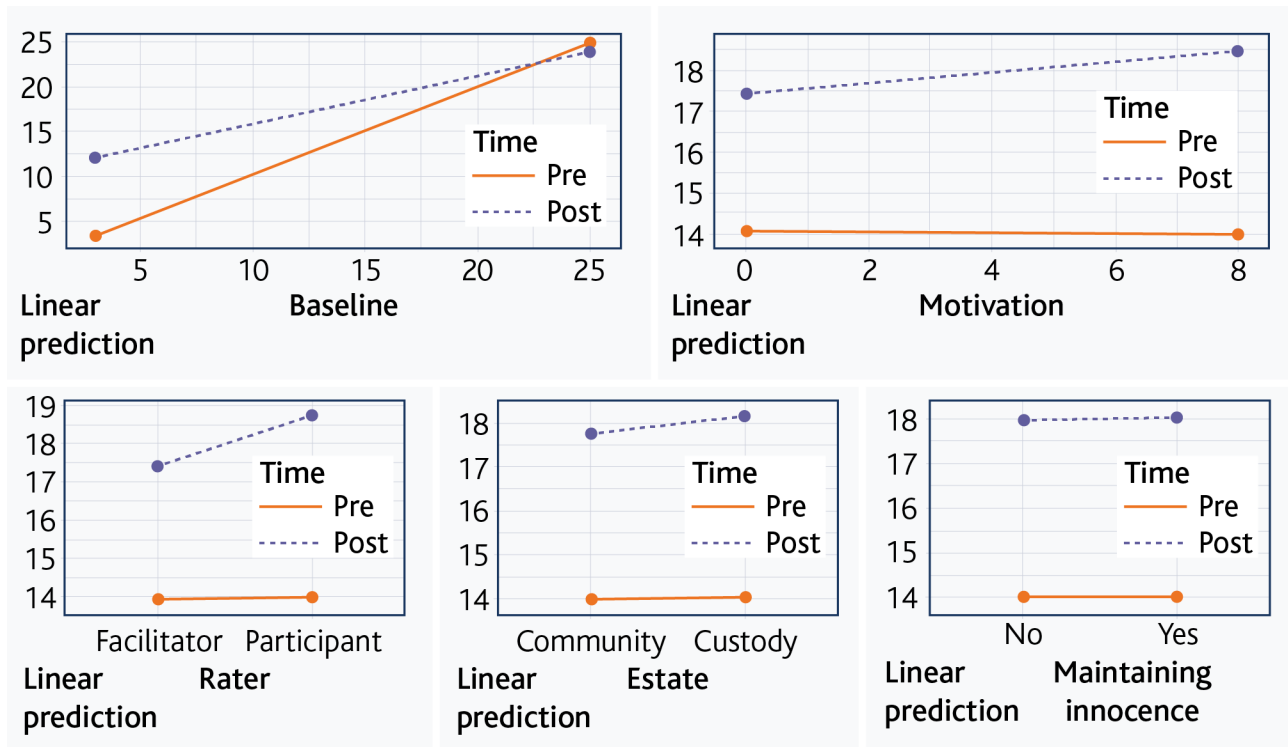 25
20
15
10
5
Time
Pre
Post
5 10 15 20 25
Linear
prediction
Baseline
18
17
16
15
14
Time
Pre
Post
0 2 4 6 8
Linear
prediction
Motivation
19
18
17
16
15
14
Time
Pre
Post
Facilitator Participant
Linear
prediction
Rater
18
17
16
15
14
Time
Pre
Post
Community Custody
Linear
prediction
Estate
18
17
16
15
14
Time
Pre
Post
No Yes
Linear
prediction
Maintaining
innocence